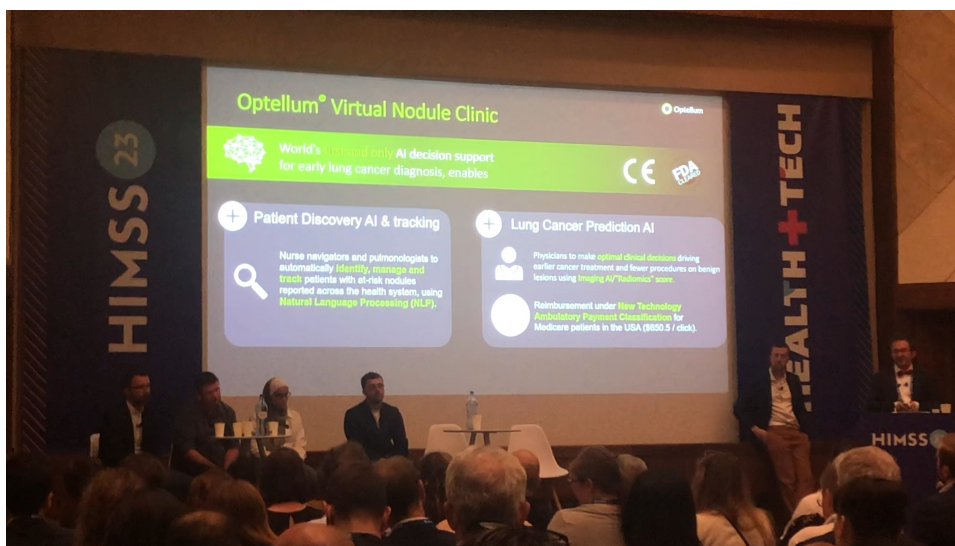 HIMSS 23
Optellum® Virtual Nodule Clinic
Optellum
World's first and only AI decision support
for early lung cancer diagnosis, enables
CE
FDA
CLEARED
Patient Discovery AI & tracking
Nurse navigators and pulmonologists to
automatically identify, manage and
track patients with at-risk nodules
reported across the health system, using
Natural Language Processing (NLP).
Lung Cancer Prediction AI
Physicians to make optimal clinical decisions driving
earlier cancer treatment and fewer procedures on benign
lesions using Imaging AI/"Radiomics" score.
Reimbursement under New Technology
Ambulatory Payment Classification for
Medicare patients in the USA ($650.5 / click).
HEALTH + TECH
HIMSS